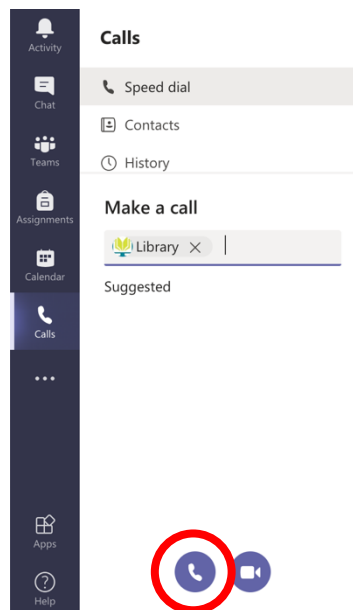 Activity
Chat
Teams
Assignments
Calendar
Calls
Apps
Help
Calls
Speed dial
Contacts
History
Make a call
Library
Suggested